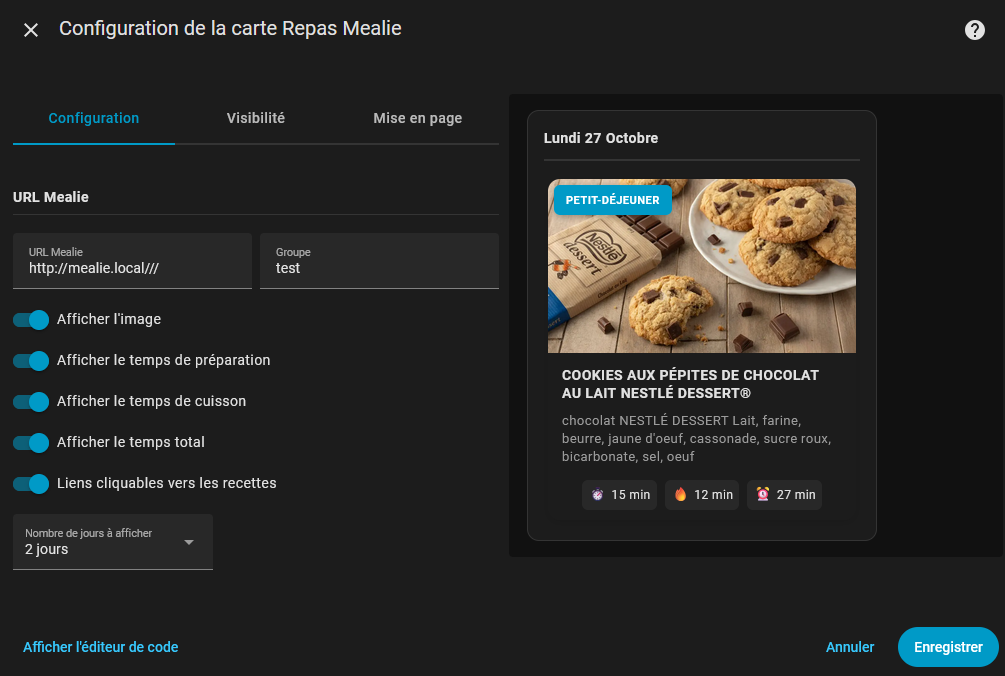 Configuration de la carte Repas Mealie
Configuration
Visibilité
Mise en page
URL Mealie
URL Mealie
http://mealie.local///
Groupe
test
Afficher l'image
Afficher le temps de préparation
Afficher le temps de cuisson
Afficher le temps total
Liens cliquables vers les recettes
Nombre de jours à afficher
2 jours
Lundi 27 Octobre
PETIT-DÉJEUNER
Nestlé
dessert
COOKIES AUX PÉPITES DE CHOCOLAT
AU LAIT NESTLÉ DESSERT®
chocolat NESTLÉ DESSERT Lait, farine,
beurre, jaune d'oeuf, cassonade, sucre roux,
bicarbonate, sel, oeuf
15 min
12 min
27 min
Afficher l'éditeur de code
Annuler
Enregistrer